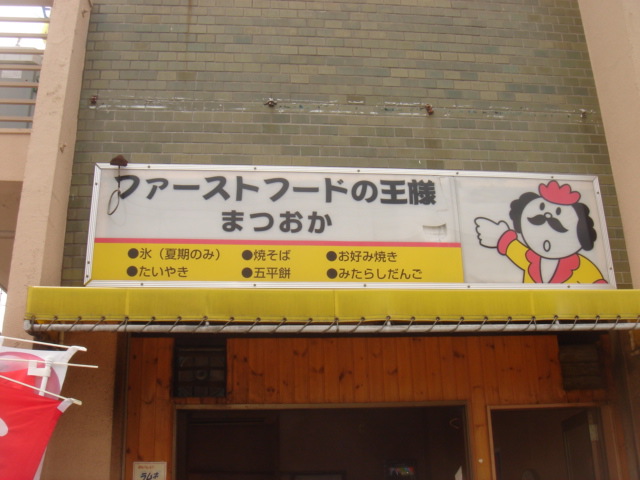 ファーストフードの王様
まつおか
●氷（夏期のみ） ●焼そば ●お好み焼き
●たいやき ●五平餅 ●みたらしだんご